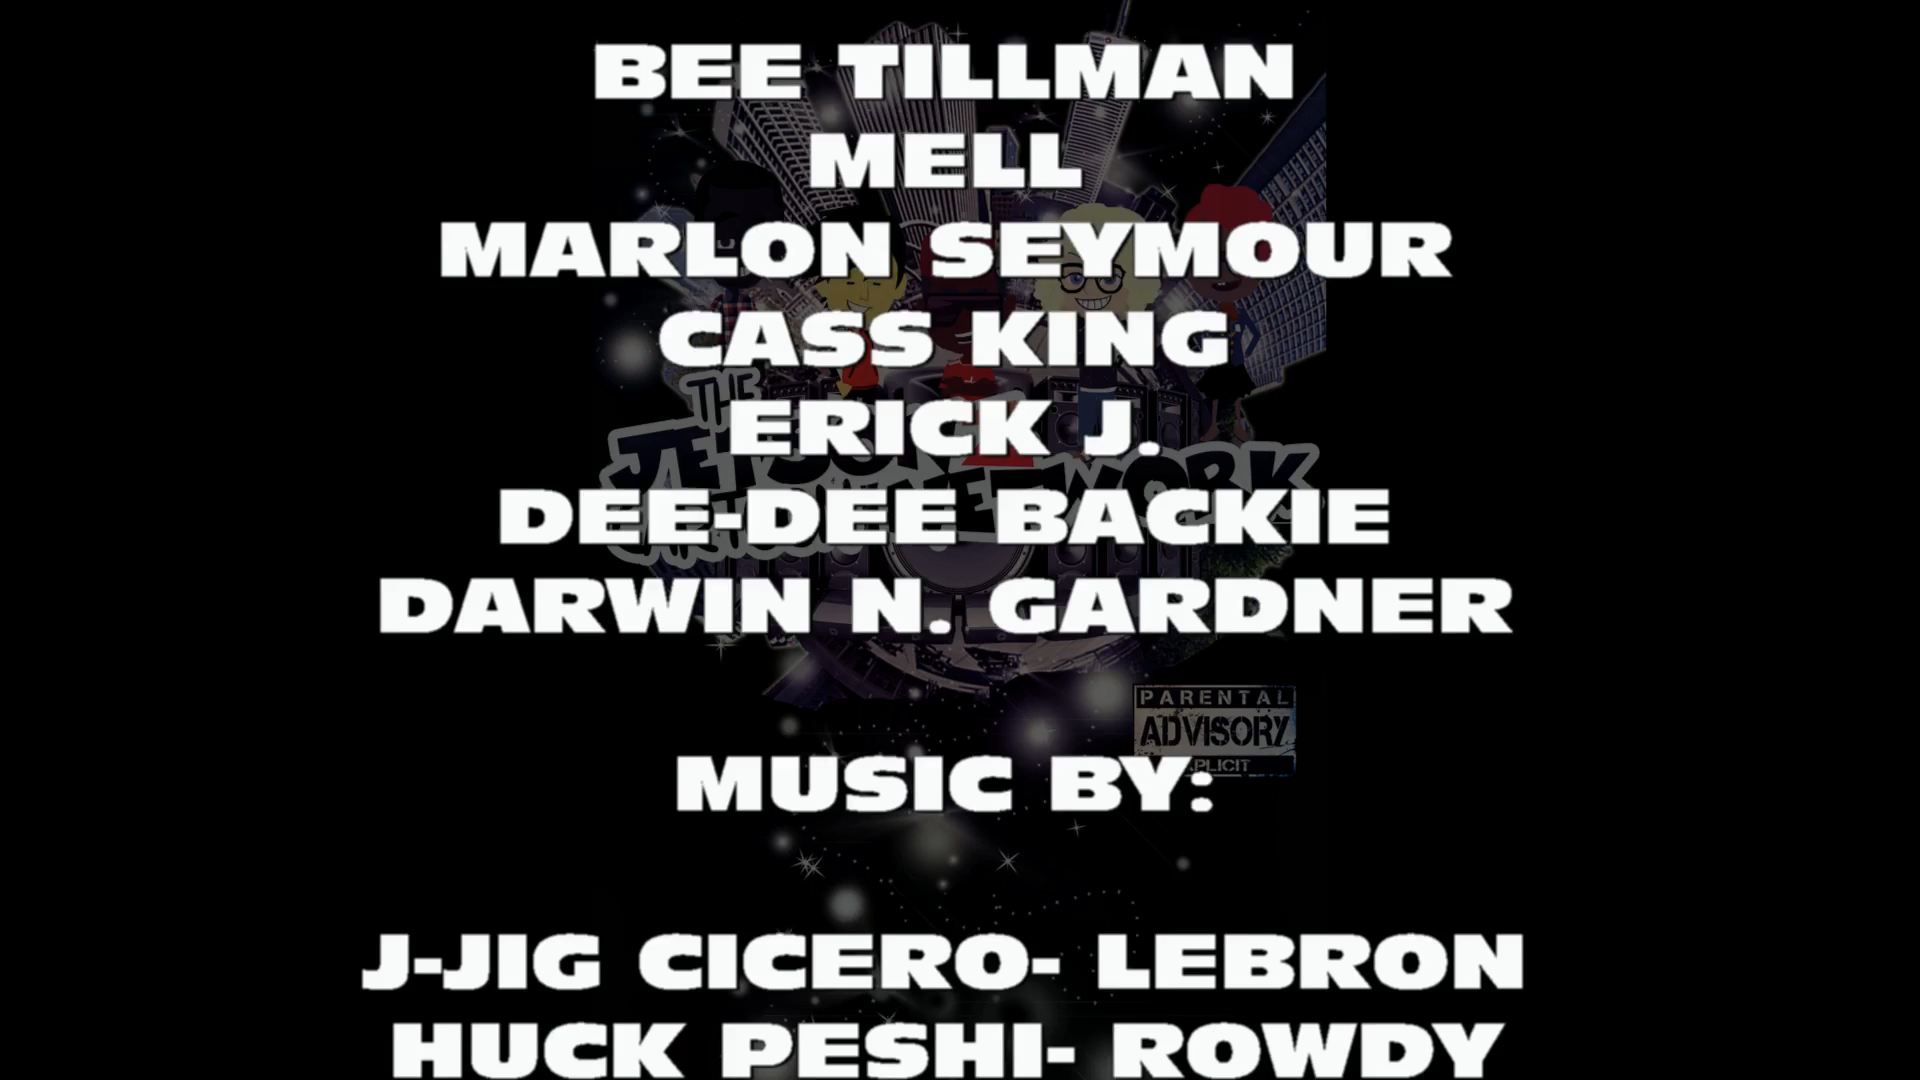 BEE TILLMAN
MELL
MARLON SEYMOUR
CASS KING
THE
ERICK J.
DEE-DEE BACKIE
DARWIN N. GARDNER
PARENTAL
ADVISORY
MUSIC BY:
J-JIG CICERO- LEBRON
HUCK PESHI- ROWDY